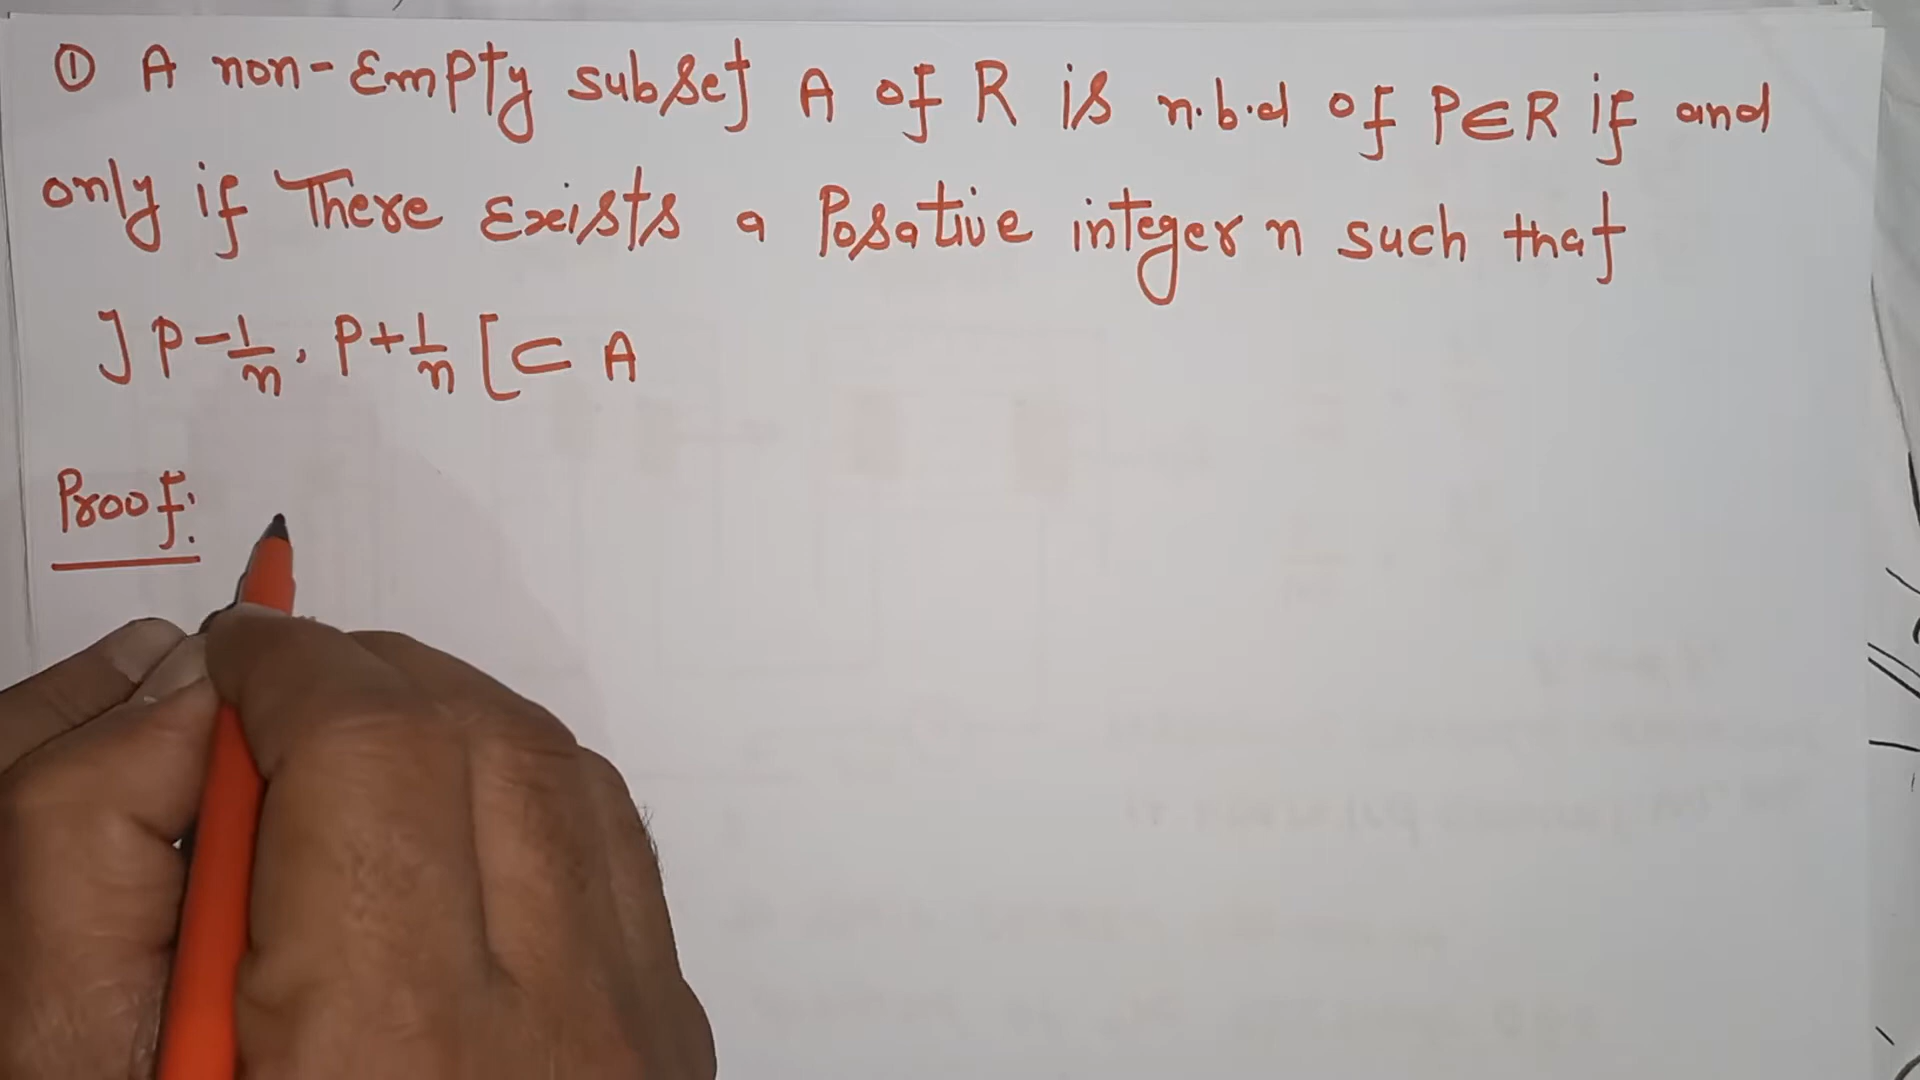 ① A non-Empty subset A of R is n.b.d of P∈R if and
only if There Exists a Posative integer n such that
]P-1/n, P+1/n[ ⊂ A
Proof: